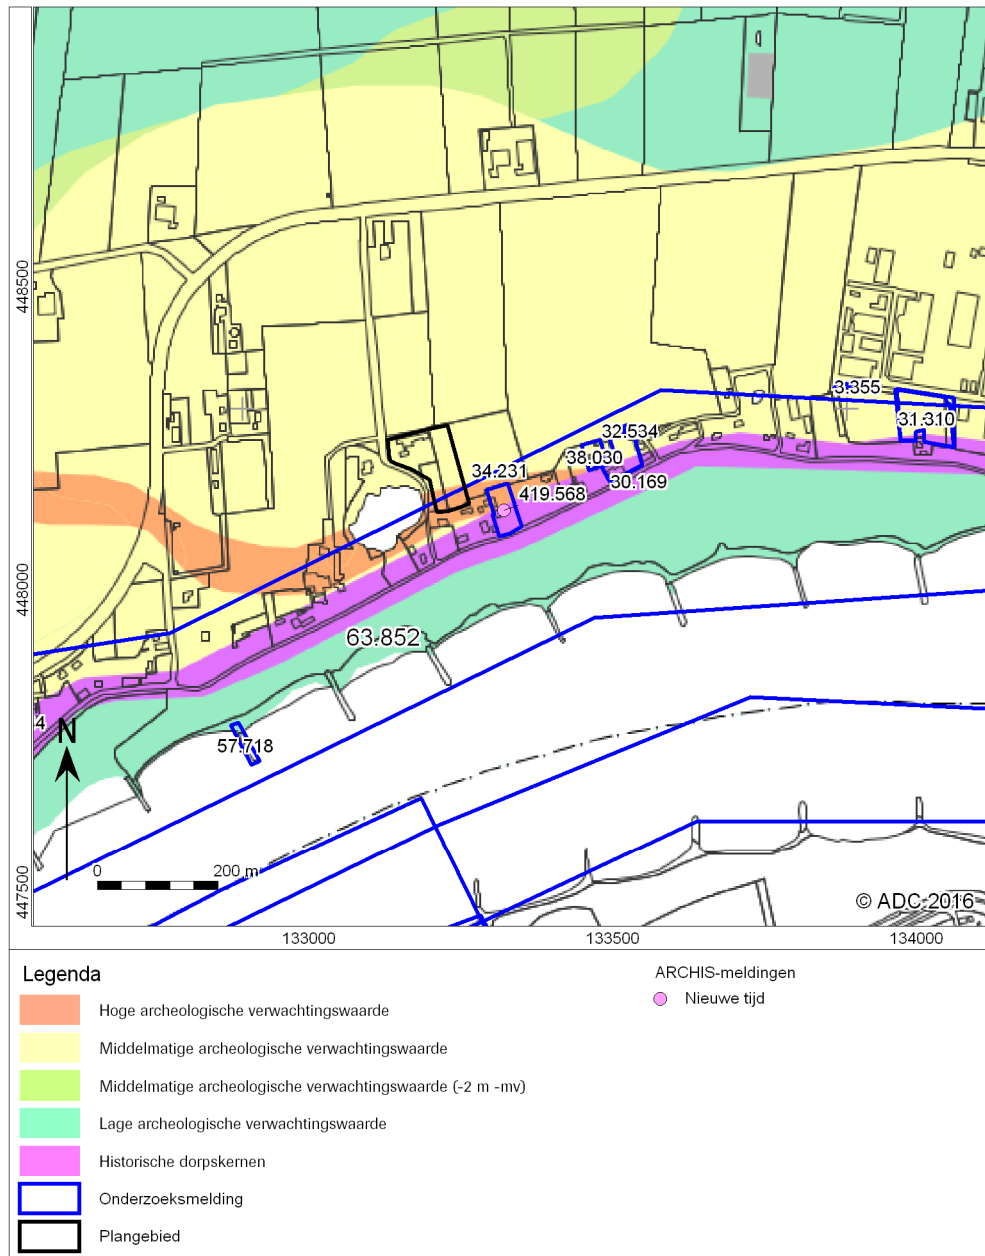 448500
448000
447500
3.355
31.310
32.534
38.030
30.169
34.231
419.568
63.852
57.718
4
N
0
200 m
© ADC 2016
133000
133500
134000
Legenda
Hoge archeologische verwachtingswaarde
Middelmatige archeologische verwachtingswaarde
Middelmatige archeologische verwachtingswaarde (-2 m -mv)
Lage archeologische verwachtingswaarde
Historische dorpskernen
Onderzoeksmelding
Plangebied
ARCHIS-meldingen
Nieuwe tijd